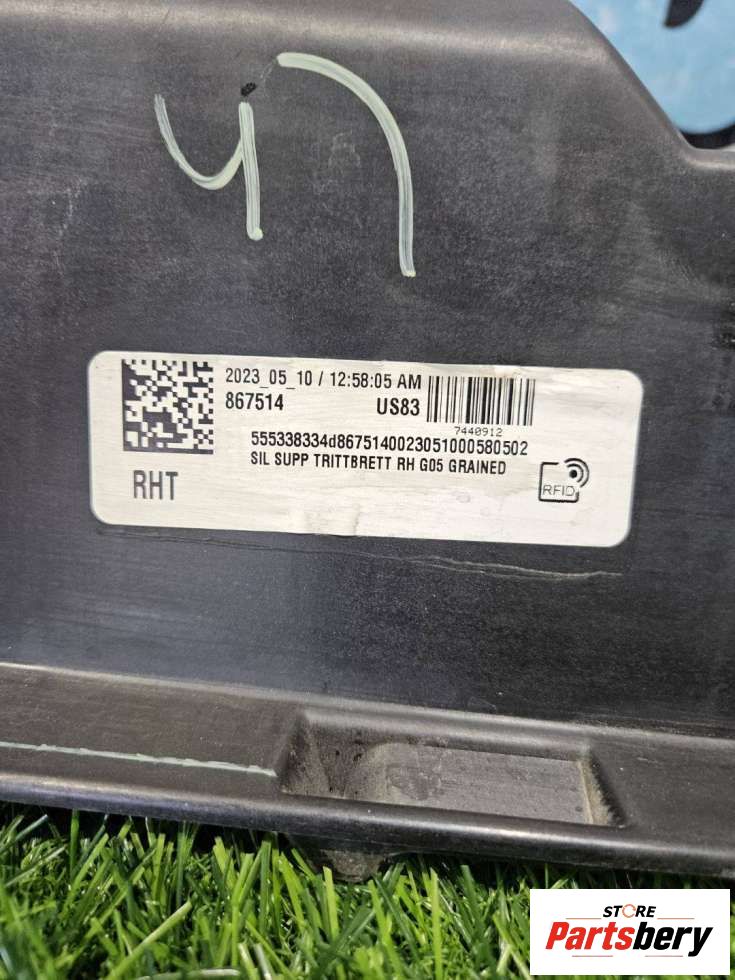 47
2023_05_10 / 12:58:05 AM
867514 US83
7440912
555338334d8675140023051000580502
SIL SUPP TRITTBRETT RH G05 GRAINED
RHT
RFID
STORE
Partsbery